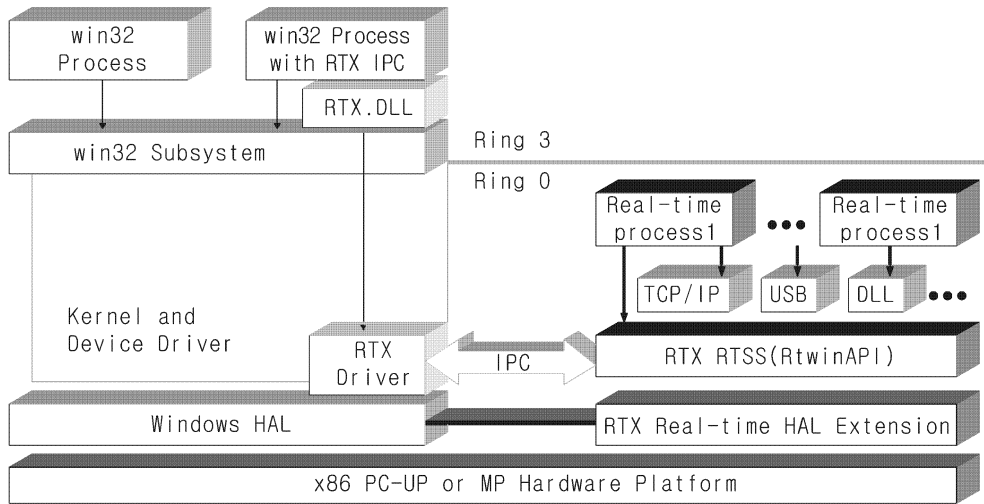 win32
Process
win32 Process
with RTX IPC
RTX.DLL
win32 Subsystem
Ring 3
Ring 0
Real-time
process1
Real-time
process1
TCP/IP
USB
DLL
Kernel and
Device Driver
RTX
Driver
IPC
RTX RTSS(RtwinAPI)
Windows HAL
RTX Real-time HAL Extension
x86 PC-UP or MP Hardware Platform